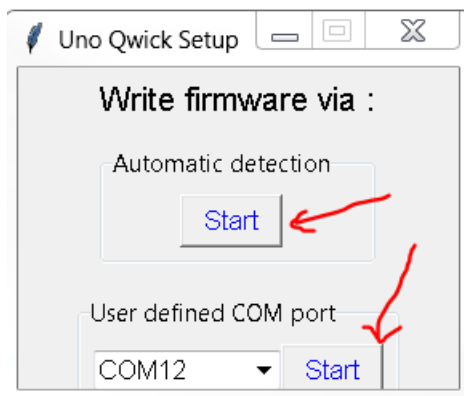 Uno Qwick Setup
Write firmware via :
Automatic detection
Start
User defined COM port
COM12 Start